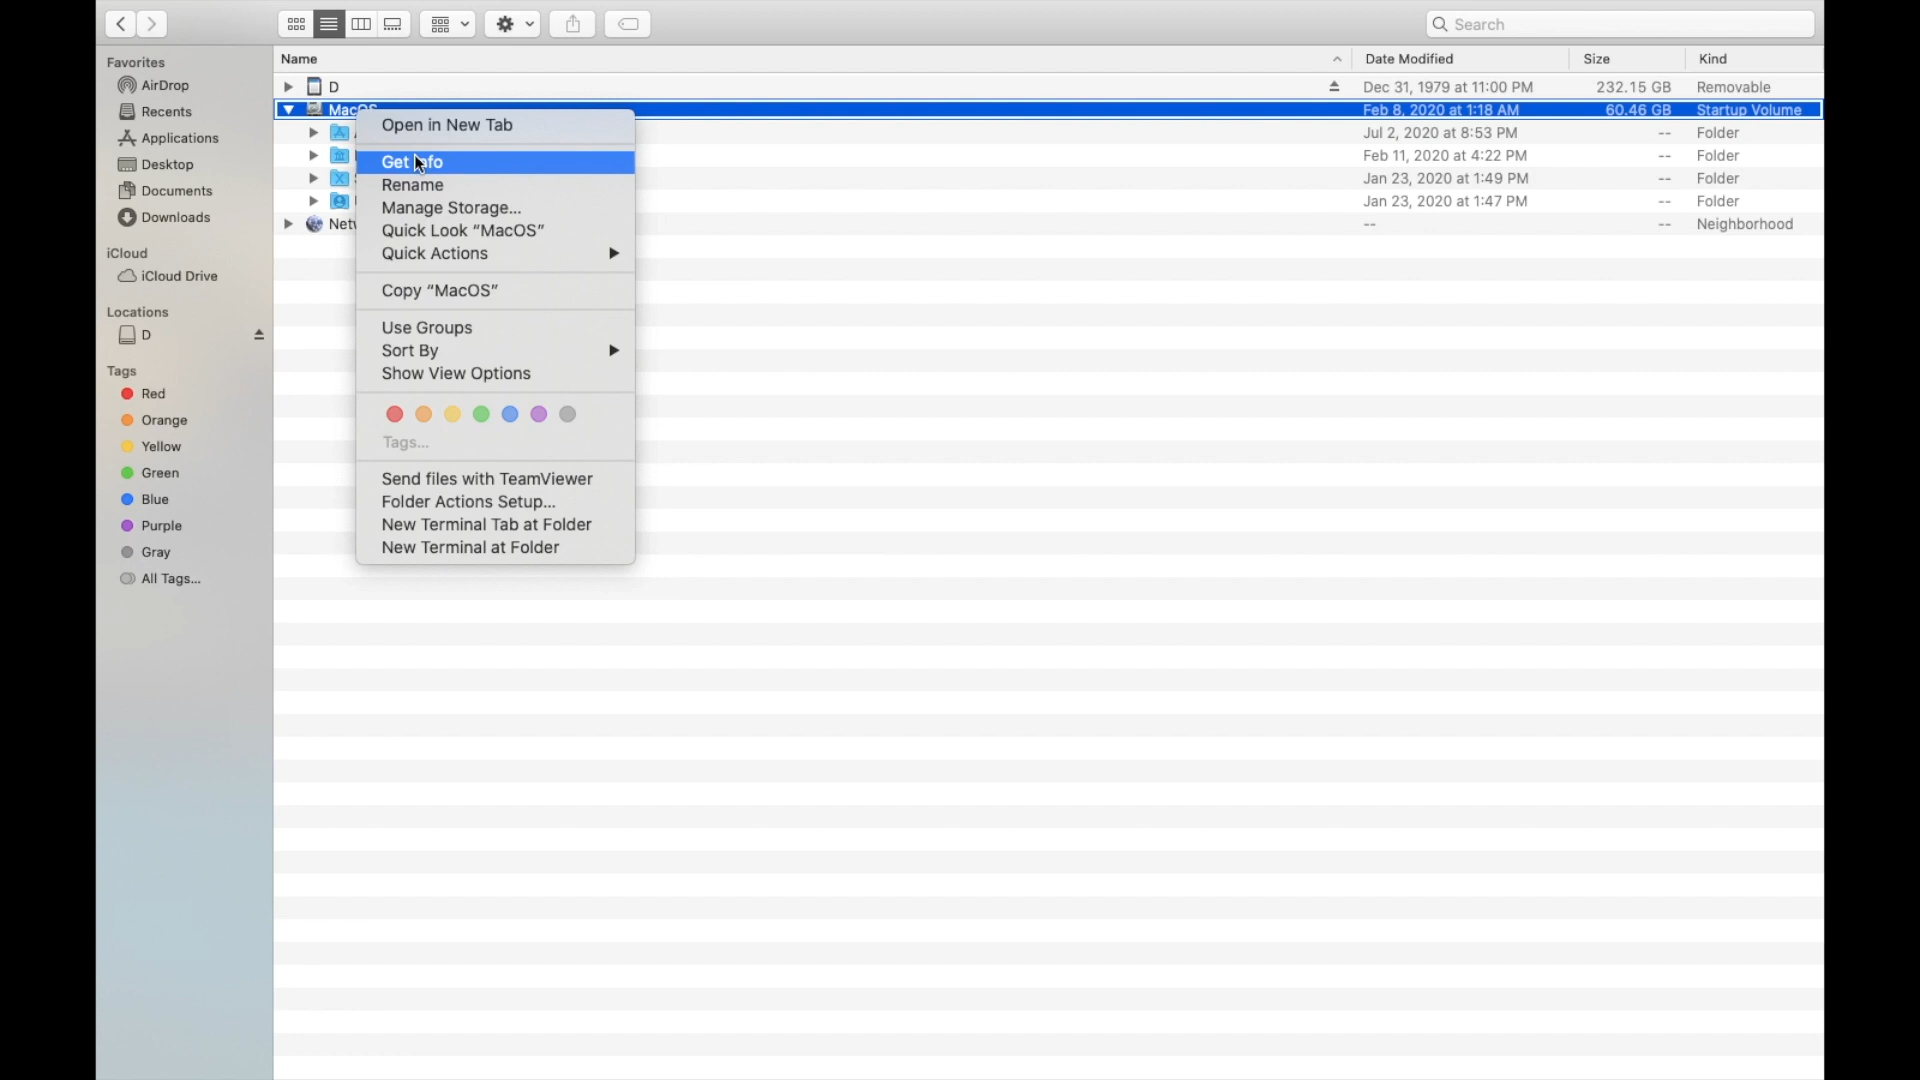 Search
Favorites
AirDrop
Recents
Applications
Desktop
Documents
Downloads
iCloud
iCloud Drive
Locations
D
Tags
Red
Orange
Yellow
Green
Blue
Purple
Gray
All Tags...
Name Date Modified Size Kind
D Dec 31, 1979 at 11:00 PM 232.15 GB Removable
MacOS Feb 8, 2020 at 1:18 AM 60.46 GB Startup Volume
Jul 2, 2020 at 8:53 PM -- Folder
Feb 11, 2020 at 4:22 PM -- Folder
Jan 23, 2020 at 1:49 PM -- Folder
Jan 23, 2020 at 1:47 PM -- Folder
-- -- Neighborhood
Open in New Tab
Get Info
Rename
Manage Storage...
Quick Look “MacOS”
Quick Actions
Copy “MacOS”
Use Groups
Sort By
Show View Options
Tags...
Send files with TeamViewer
Folder Actions Setup...
New Terminal Tab at Folder
New Terminal at Folder